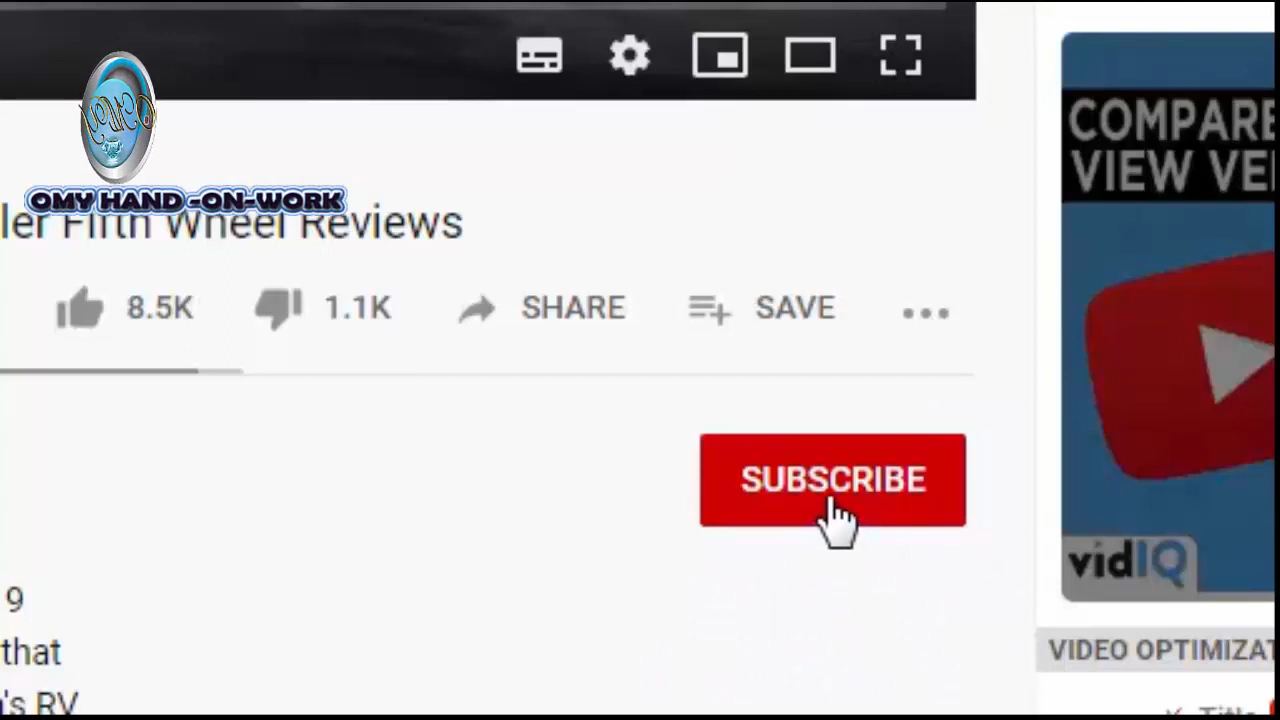 COMPARE
VIEW VE
OMY HAND -ON-WORK
ler Fifth Wheel Reviews
8.5K 1.1K SHARE SAVE
SUBSCRIBE
vidIQ
9
that
VIDEO OPTIMIZAT
's RV
Title